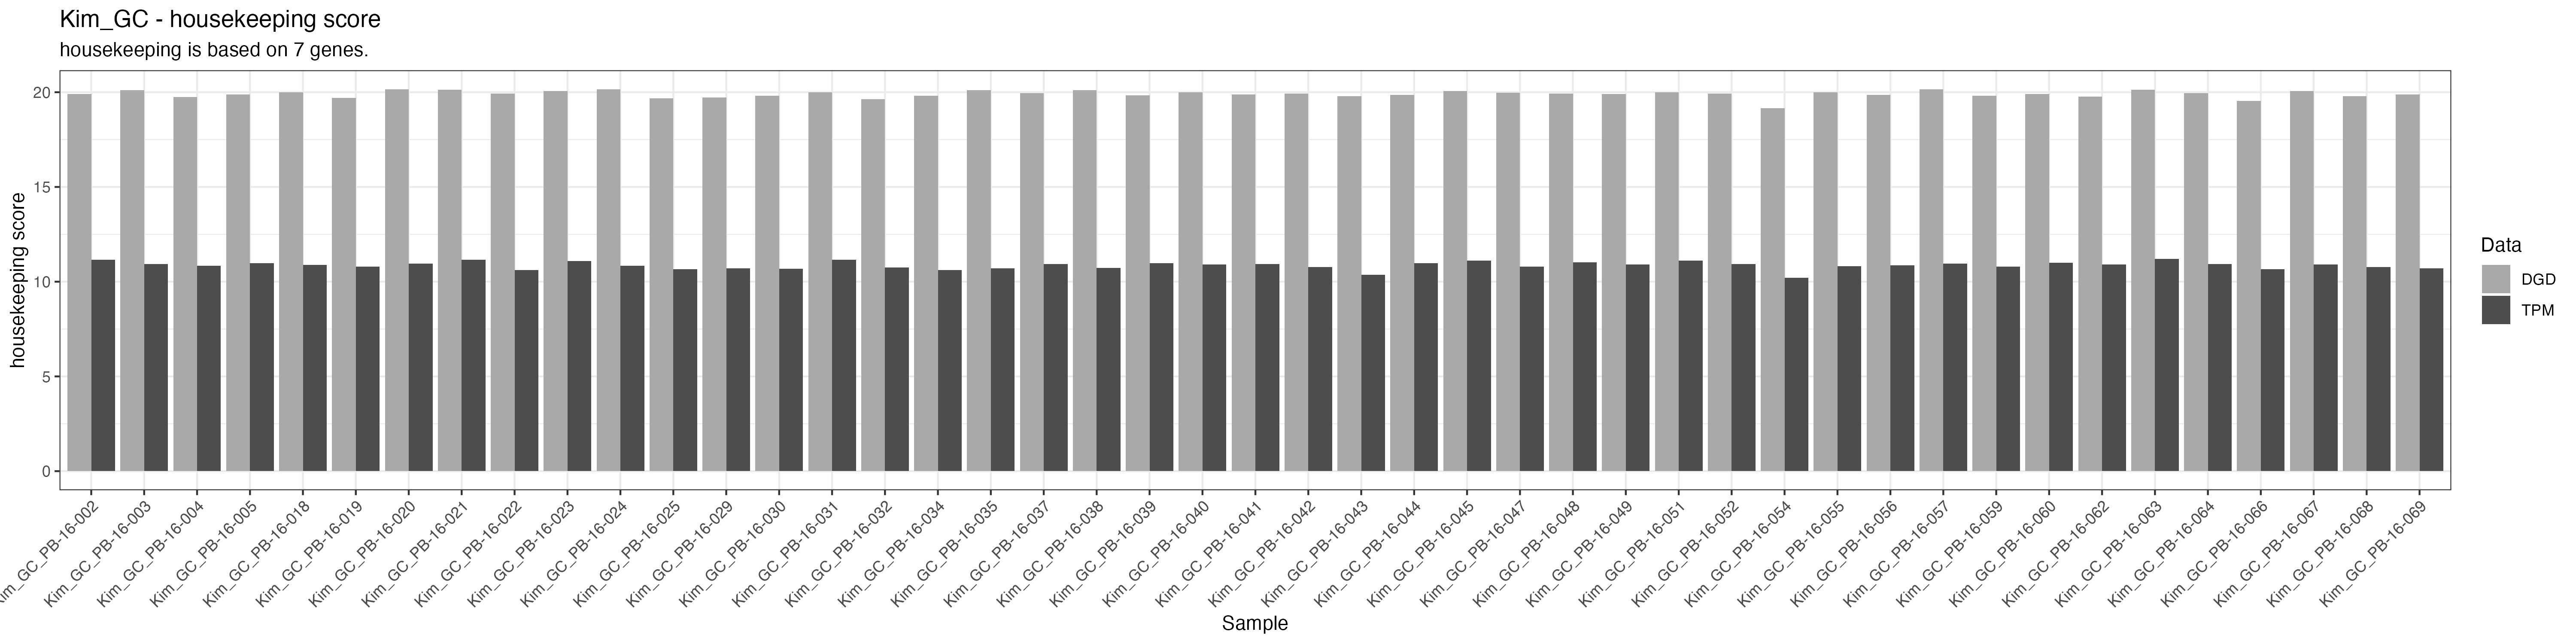 Kim_GC - housekeeping score
housekeeping is based on 7 genes.
housekeeping score
20
15
10
5
0
Kim_GC_PB-16-002
Kim_GC_PB-16-003
Kim_GC_PB-16-004
Kim_GC_PB-16-005
Kim_GC_PB-16-018
Kim_GC_PB-16-019
Kim_GC_PB-16-020
Kim_GC_PB-16-021
Kim_GC_PB-16-022
Kim_GC_PB-16-023
Kim_GC_PB-16-024
Kim_GC_PB-16-025
Kim_GC_PB-16-029
Kim_GC_PB-16-030
Kim_GC_PB-16-031
Kim_GC_PB-16-032
Kim_GC_PB-16-034
Kim_GC_PB-16-035
Kim_GC_PB-16-037
Kim_GC_PB-16-038
Kim_GC_PB-16-039
Kim_GC_PB-16-040
Kim_GC_PB-16-041
Kim_GC_PB-16-042
Kim_GC_PB-16-043
Kim_GC_PB-16-044
Kim_GC_PB-16-045
Kim_GC_PB-16-047
Kim_GC_PB-16-048
Kim_GC_PB-16-049
Kim_GC_PB-16-051
Kim_GC_PB-16-052
Kim_GC_PB-16-054
Kim_GC_PB-16-055
Kim_GC_PB-16-056
Kim_GC_PB-16-057
Kim_GC_PB-16-059
Kim_GC_PB-16-060
Kim_GC_PB-16-062
Kim_GC_PB-16-063
Kim_GC_PB-16-064
Kim_GC_PB-16-066
Kim_GC_PB-16-067
Kim_GC_PB-16-068
Kim_GC_PB-16-069
Sample
Data
DGD
TPM